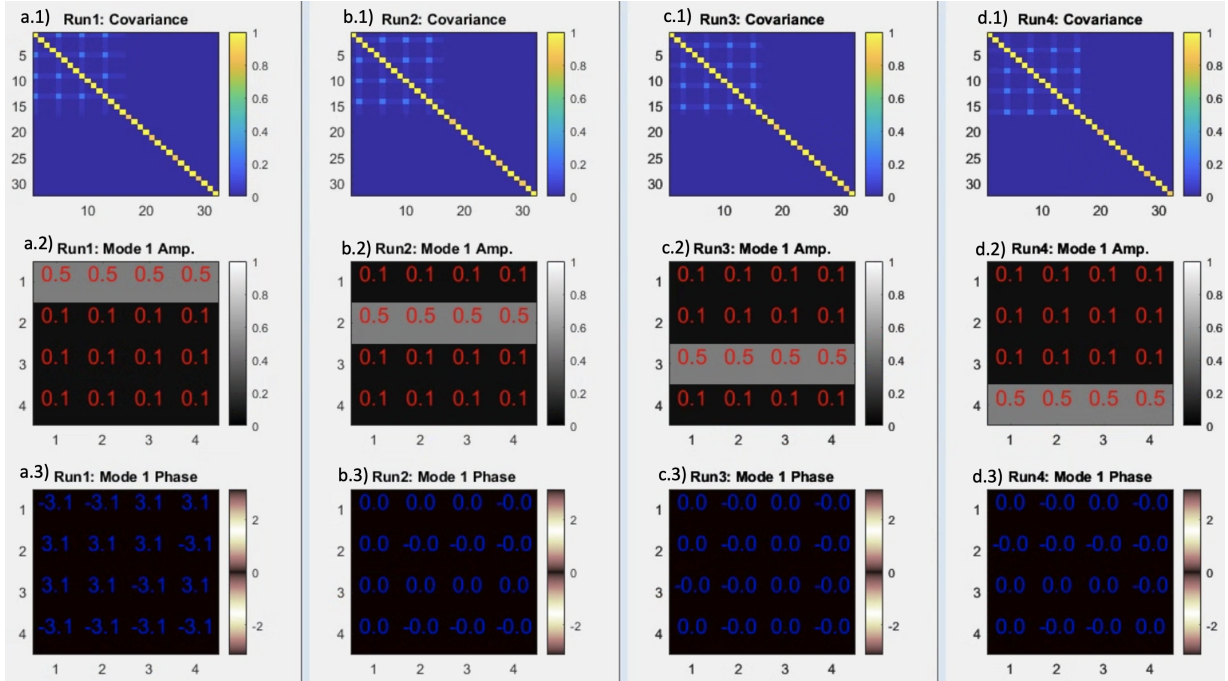 a.1) Run1: Covariance
b.1) Run2: Covariance
c.1) Run3: Covariance
d.1) Run4: Covariance
5 10 15 20 25 30
10 20 30
1 0.8 0.6 0.4 0.2 0
5 10 15 20 25 30
10 20 30
1 0.8 0.6 0.4 0.2 0
5 10 15 20 25 30
10 20 30
1 0.8 0.6 0.4 0.2 0
5 10 15 20 25 30
10 20 30
1 0.8 0.6 0.4 0.2 0
a.2) Run1: Mode 1 Amp.
1 0.5 0.5 0.5 0.5
2 0.1 0.1 0.1 0.1
3 0.1 0.1 0.1 0.1
4 0.1 0.1 0.1 0.1
1 2 3 4
1 0.8 0.6 0.4 0.2 0
b.2) Run2: Mode 1 Amp.
1 0.1 0.1 0.1 0.1
2 0.5 0.5 0.5 0.5
3 0.1 0.1 0.1 0.1
4 0.1 0.1 0.1 0.1
1 2 3 4
1 0.8 0.6 0.4 0.2 0
c.2) Run3: Mode 1 Amp.
1 0.1 0.1 0.1 0.1
2 0.1 0.1 0.1 0.1
3 0.5 0.5 0.5 0.5
4 0.1 0.1 0.1 0.1
1 2 3 4
1 0.8 0.6 0.4 0.2 0
d.2) Run4: Mode 1 Amp.
1 0.1 0.1 0.1 0.1
2 0.1 0.1 0.1 0.1
3 0.1 0.1 0.1 0.1
4 0.5 0.5 0.5 0.5
1 2 3 4
1 0.8 0.6 0.4 0.2 0
a.3) Run1: Mode 1 Phase
1 -3.1 -3.1 3.1 3.1
2 3.1 3.1 3.1 -3.1
3 3.1 3.1 -3.1 3.1
4 -3.1 3.1 -3.1 -3.1
1 2 3 4
2 0 -2
b.3) Run2: Mode 1 Phase
1 0.0 0.0 0.0 -0.0
2 0.0 -0.0 -0.0 -0.0
3 0.0 0.0 0.0 0.0
4 0.0 -0.0 0.0 -0.0
1 2 3 4
2 0 -2
c.3) Run3: Mode 1 Phase
1 0.0 -0.0 0.0 -0.0
2 0.0 -0.0 0.0 -0.0
3 -0.0 -0.0 0.0 -0.0
4 0.0 -0.0 0.0 -0.0
1 2 3 4
2 0 -2
d.3) Run4: Mode 1 Phase
1 0.0 -0.0 0.0 -0.0
2 -0.0 -0.0 0.0 -0.0
3 0.0 0.0 0.0 -0.0
4 0.0 -0.0 -0.0 -0.0
1 2 3 4
2 0 -2